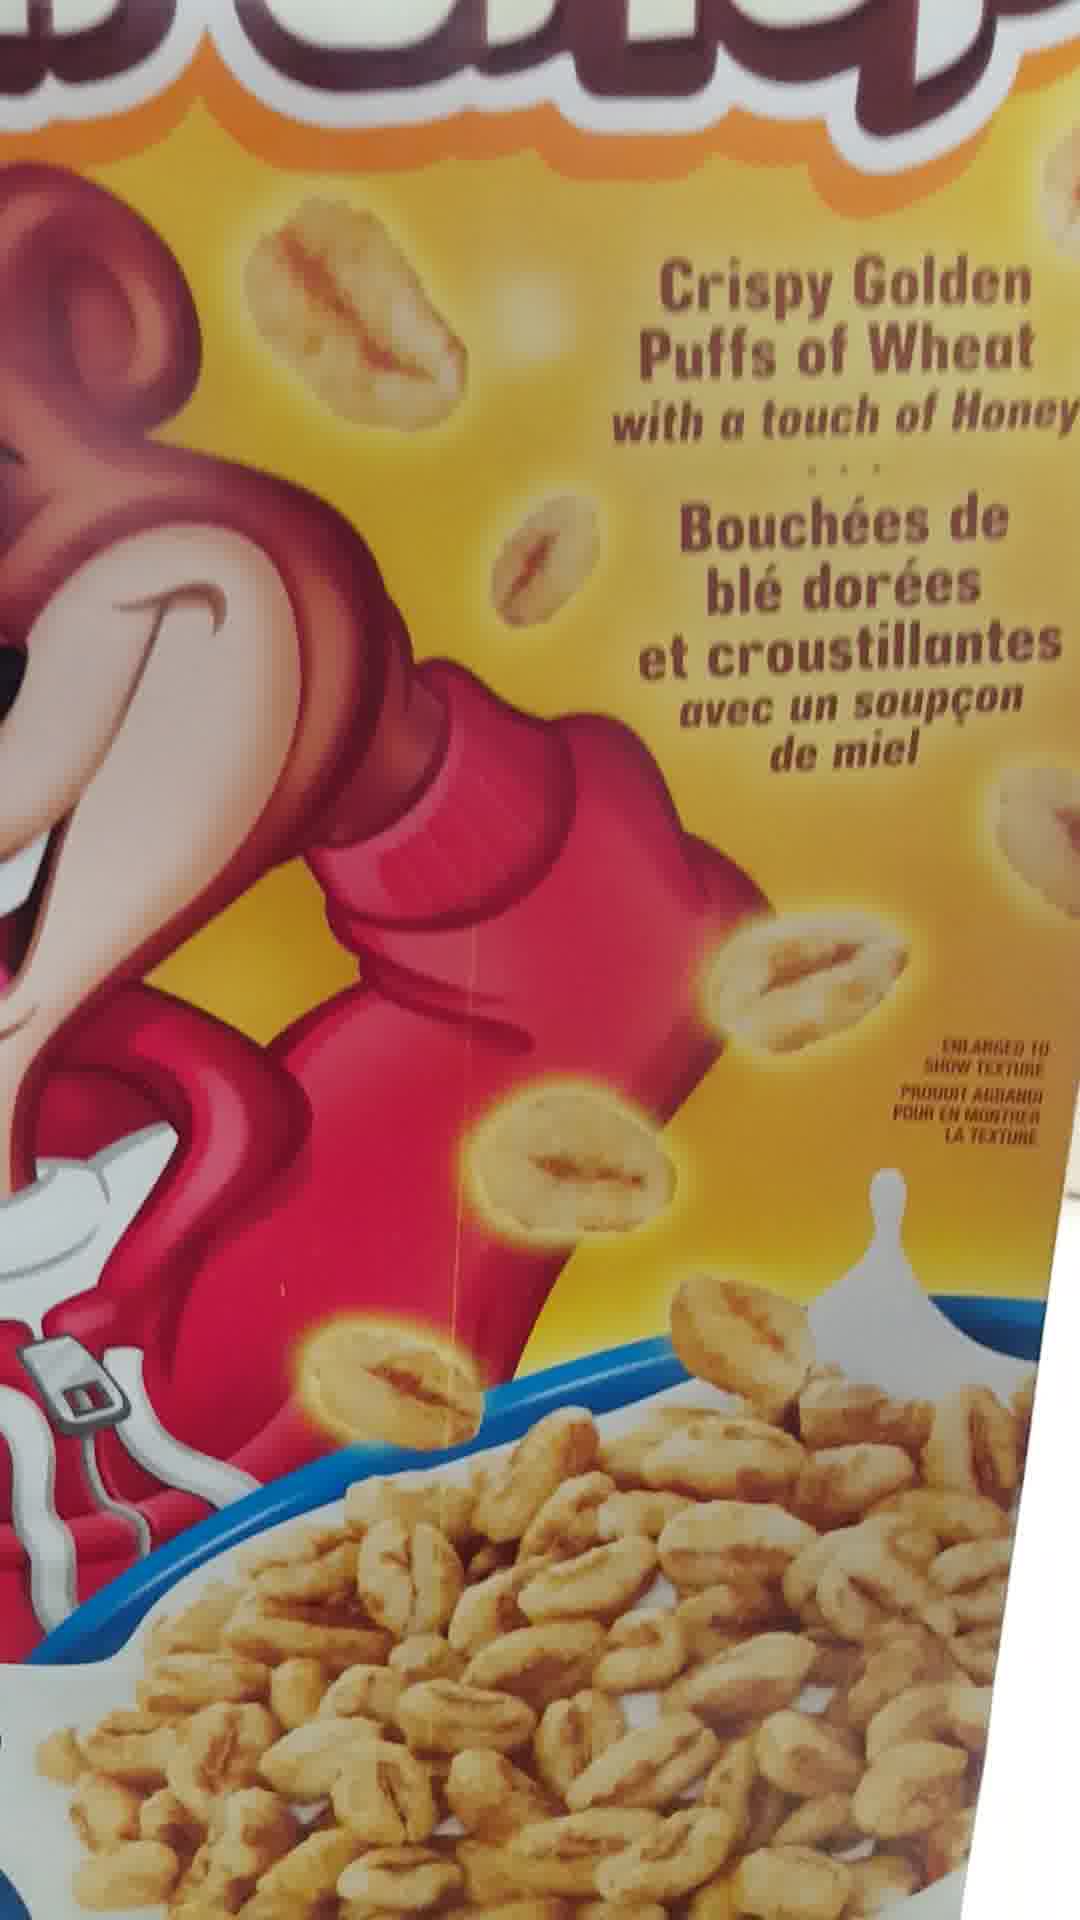 Crispy Golden
Puffs of Wheat
with a touch of Honey
Bouchées de
blé dorées
et croustillantes
avec un soupçon
de miel
ENLARGED TO
SHOW TEXTURE
PRODUIT AGRANDI
POUR EN MONTRER
LA TEXTURE